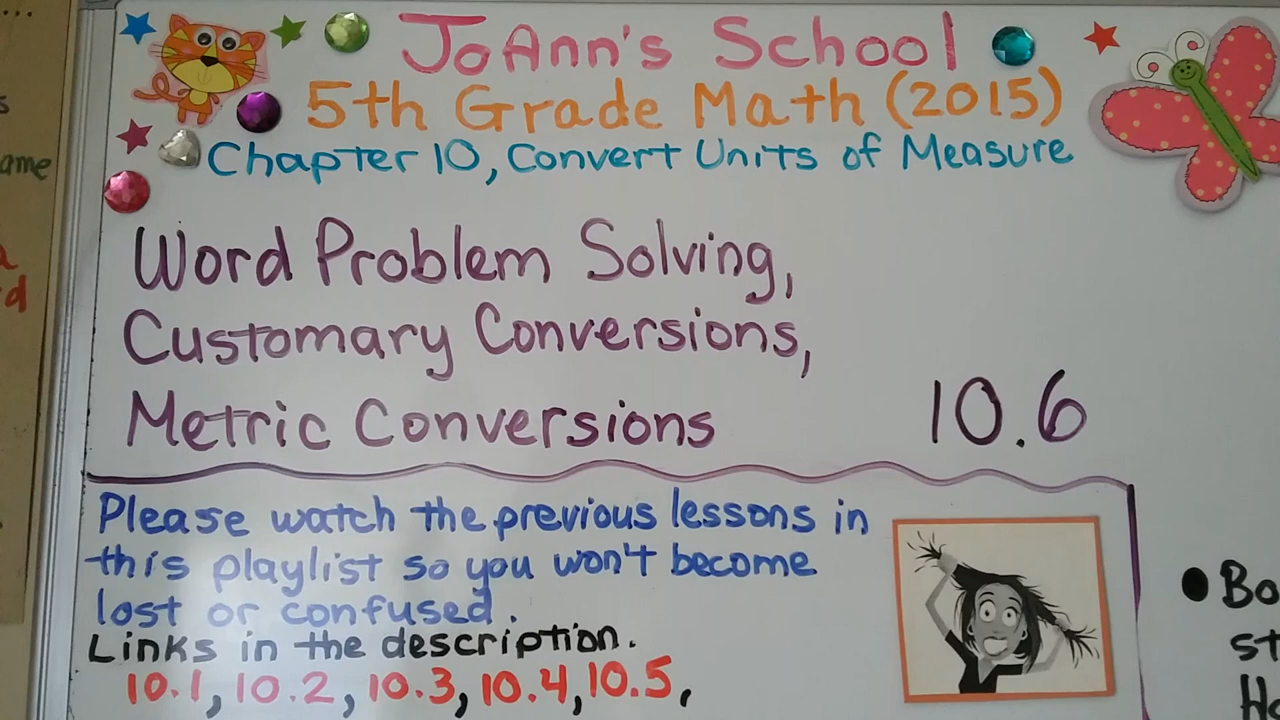 JoAnn's School
5th Grade Math (2015)
Chapter 10, Convert Units of Measure
Word Problem Solving,
Customary Conversions,
Metric Conversions
10.6
Please watch the previous lessons in
this playlist so you won't become
lost or confused.
Links in the description.
10.1, 10.2, 10.3, 10.4, 10.5,